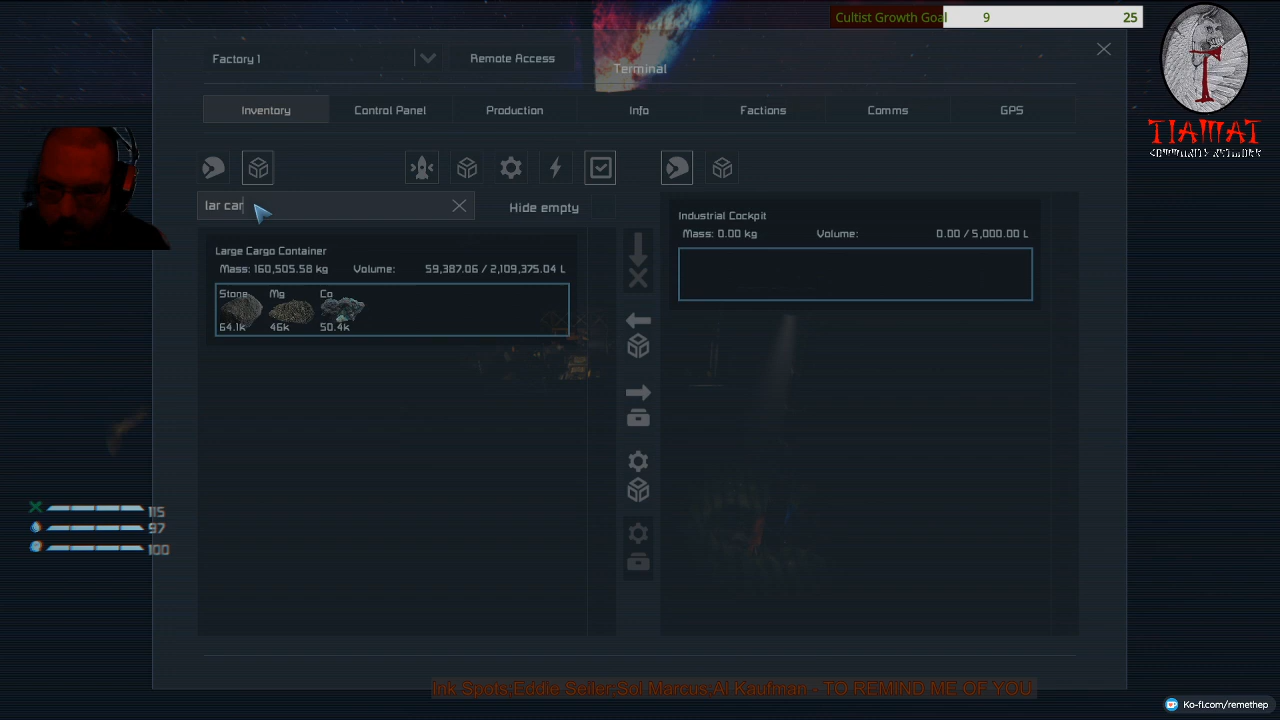 Cultist Growth Goal 9 25
Factory 1
Remote Access
Terminal
Inventory
Control Panel
Production
Info
Factions
Comms
GPS
TIAMAT
COMMUNITY NETWORK
lar car
Hide empty
Large Cargo Container
Mass: 160,505.58 kg Volume: 59,387.06 / 2,109,375.04 L
Stone Mg Co
64.1k 46k 50.4k
Industrial Cockpit
Mass: 0.00 kg Volume: 0.00 / 5,000.00 L
115
97
100
Ink Spots;Eddie Seiler;Sol Marcus;Al Kaufman - TO REMIND ME OF YOU
Ko-fi.com/remethep